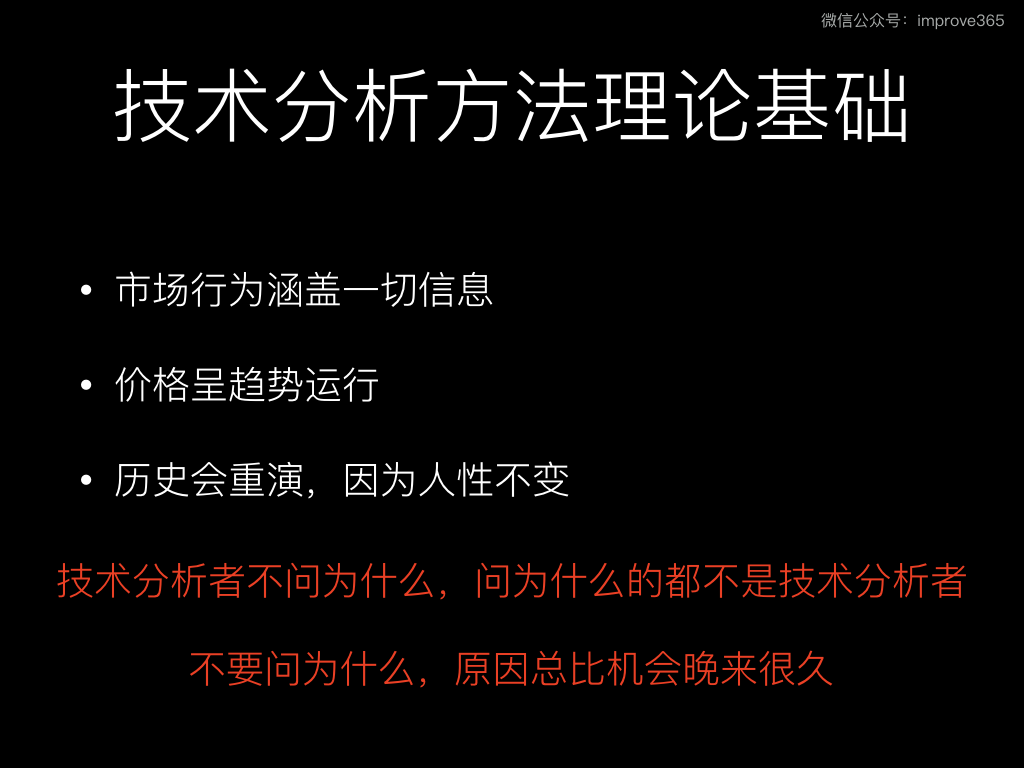 微信公众号：improve365
技术分析方法理论基础
• 市场行为涵盖一切信息
• 价格呈趋势运行
• 历史会重演，因为人性不变
技术分析者不问为什么，问为什么的都不是技术分析者
不要问为什么，原因总比机会晚来很久